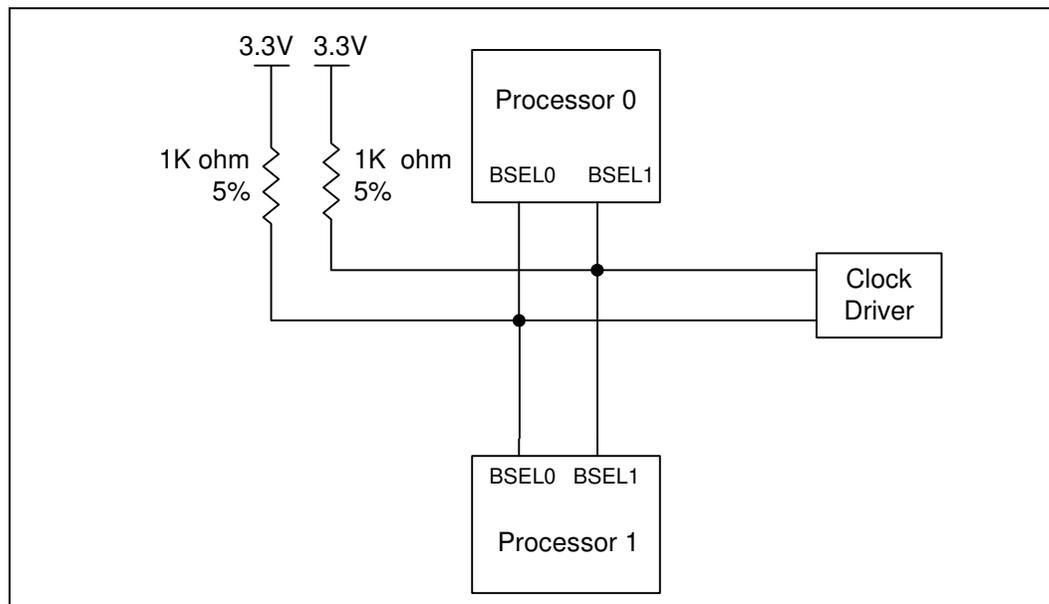 3.3V 3.3V
Processor 0
1K ohm
5%
1K ohm
5%
BSEL0 BSEL1
Clock
Driver
BSEL0 BSEL1
Processor 1